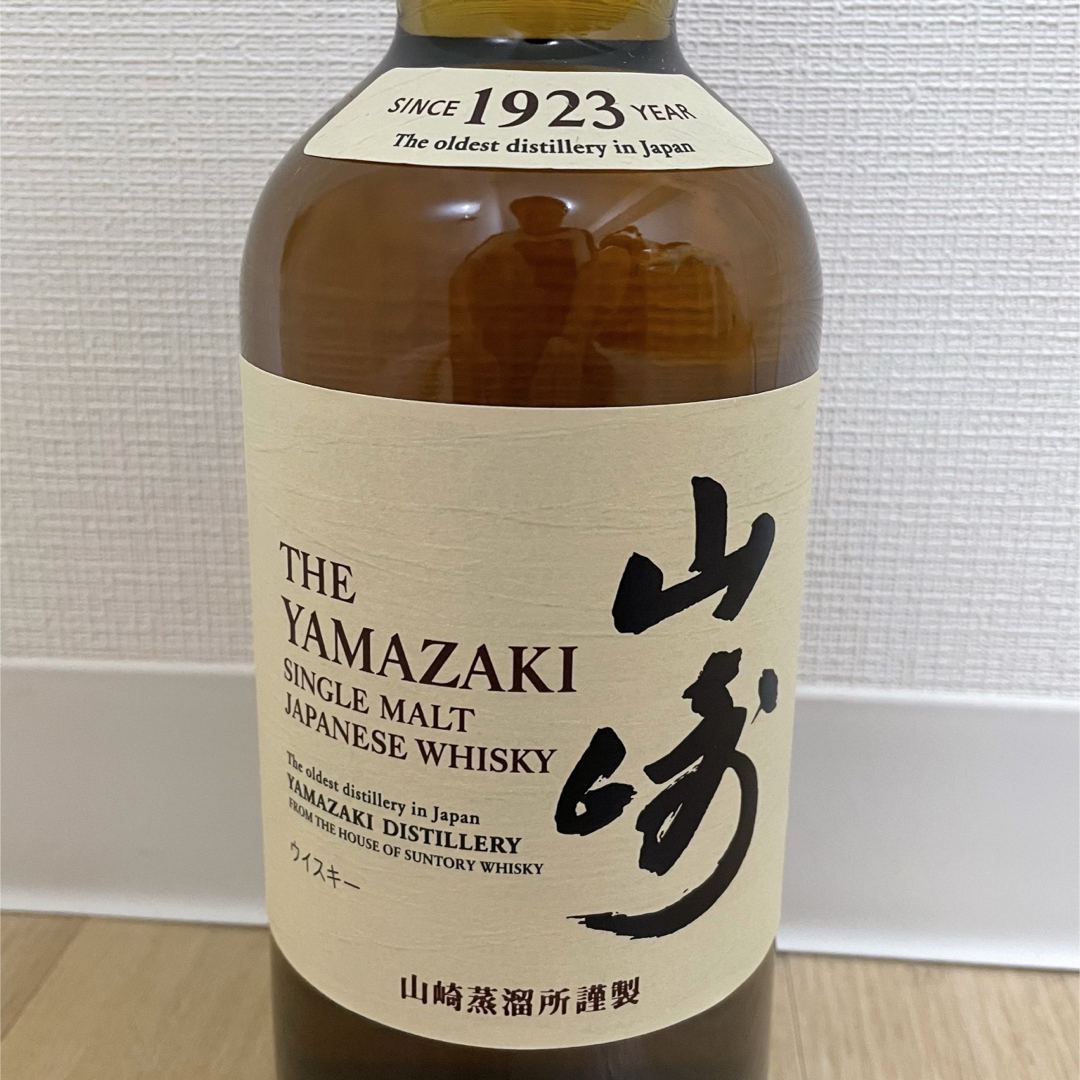 SINCE 1923 YEAR
The oldest distillery in Japan
THE
YAMAZAKI
SINGLE MALT
JAPANESE WHISKY
The oldest distillery in Japan
YAMAZAKI DISTILLERY
FROM THE HOUSE OF SUNTORY WHISKY
ウイスキー
山崎
山崎蒸溜所謹製